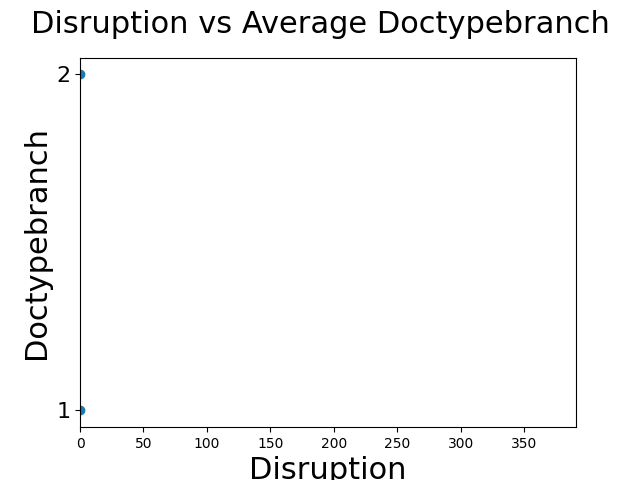 Disruption vs Average Doctypebranch
Doctypebranch
2
1
0 50 100 150 200 250 300 350
Disruption